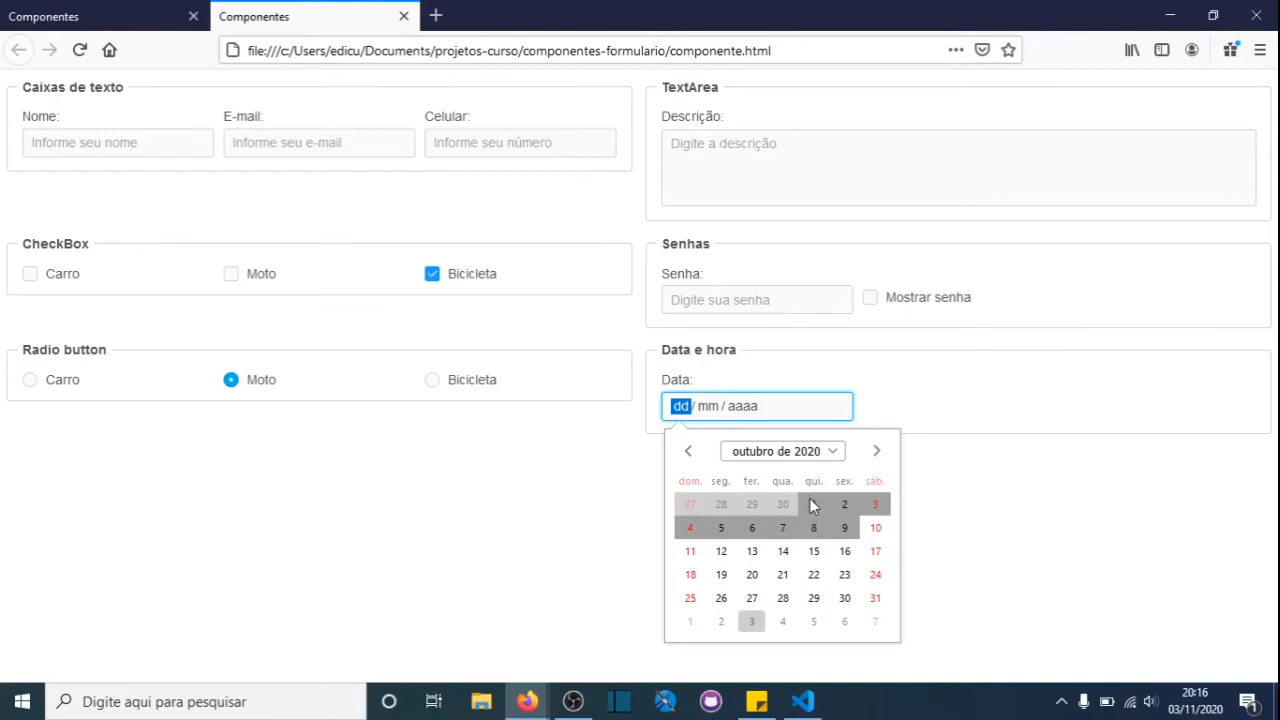 Componentes
Componentes
file:///c:/Users/edicu/Documents/projetos-curso/componentes-formulario/componente.html
Caixas de texto
Nome:
E-mail:
Celular:
Informe seu nome
Informe seu e-mail
Informe seu número
TextArea
Descrição:
Digite a descrição
CheckBox
Carro
Moto
Bicicleta
Senhas
Senha:
Digite sua senha
Mostrar senha
Radio button
Carro
Moto
Bicicleta
Data e hora
Data:
dd / mm / aaaa
outubro de 2020
dom. seg. ter. qua. qui. sex. sáb.
27 28 29 30 2 3
4 5 6 7 8 9 10
11 12 13 14 15 16 17
18 19 20 21 22 23 24
25 26 27 28 29 30 31
1 2 3 4 5 6 7
Digite aqui para pesquisar
20:16
03/11/2020
1